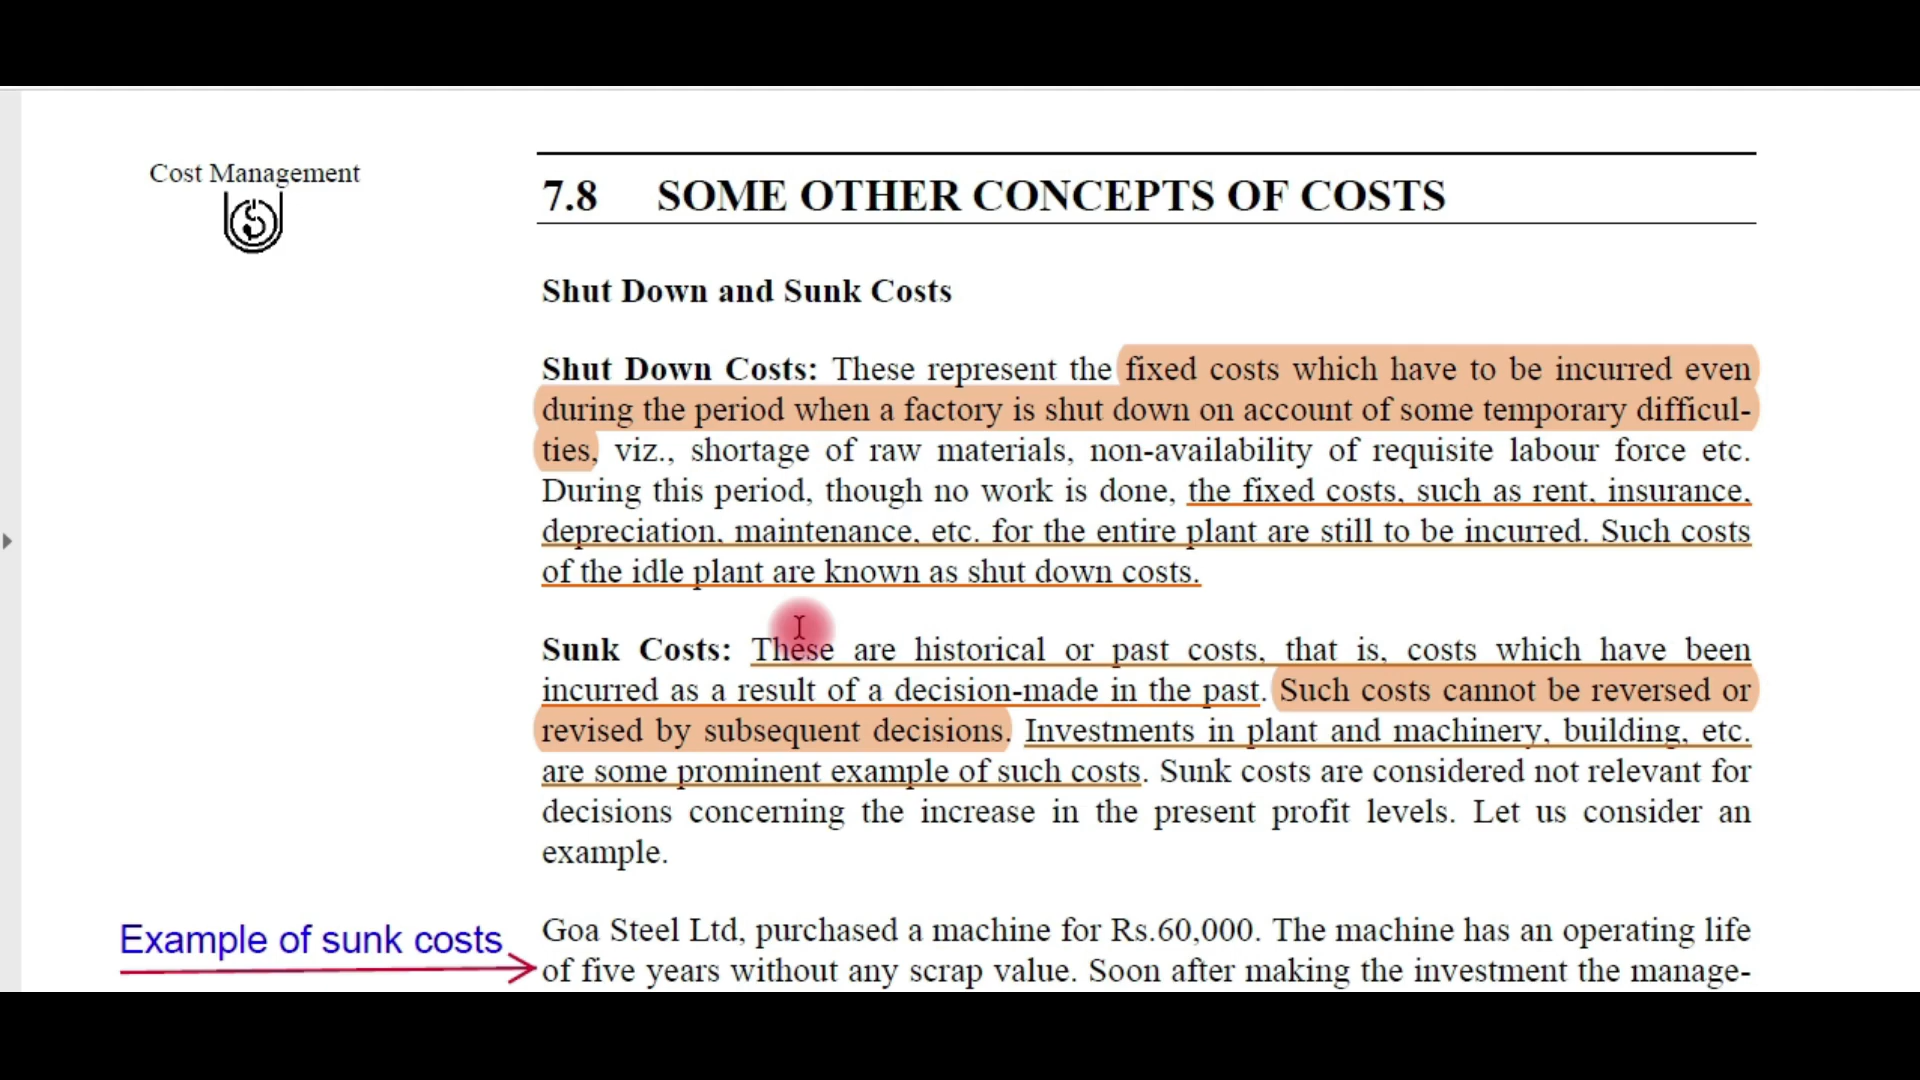 Cost Management
7.8 SOME OTHER CONCEPTS OF COSTS
Shut Down and Sunk Costs
Shut Down Costs: These represent the fixed costs which have to be incurred even
during the period when a factory is shut down on account of some temporary difficul-
ties, viz., shortage of raw materials, non-availability of requisite labour force etc.
During this period, though no work is done, the fixed costs, such as rent, insurance,
depreciation, maintenance, etc. for the entire plant are still to be incurred. Such costs
of the idle plant are known as shut down costs.
Sunk Costs: These are historical or past costs, that is, costs which have been
incurred as a result of a decision-made in the past. Such costs cannot be reversed or
revised by subsequent decisions. Investments in plant and machinery, building, etc.
are some prominent example of such costs. Sunk costs are considered not relevant for
decisions concerning the increase in the present profit levels. Let us consider an
example.
Example of sunk costs
Goa Steel Ltd, purchased a machine for Rs.60,000. The machine has an operating life
of five years without any scrap value. Soon after making the investment the manage-